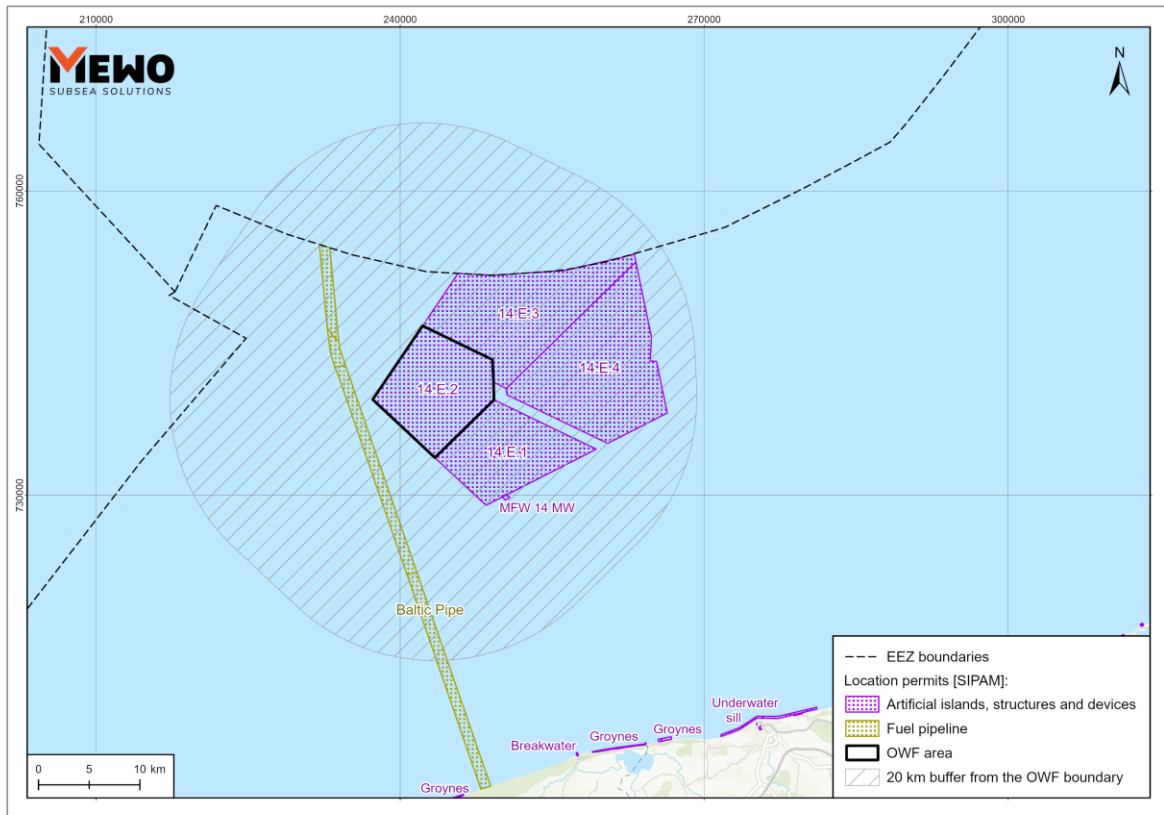 210000
240000
270000
300000
MEWO
SUBSEA SOLUTIONS
N
760000
14.E.3
14.E.4
14.E.2
14.E.1
730000
MFW 14 MW
Baltic Pipe
Underwater
sill
Groynes
Groynes
Breakwater
Groynes
0 5 10 km
EEZ boundaries
Location permits [SIPAM]:
Artificial islands, structures and devices
Fuel pipeline
OWF area
20 km buffer from the OWF boundary